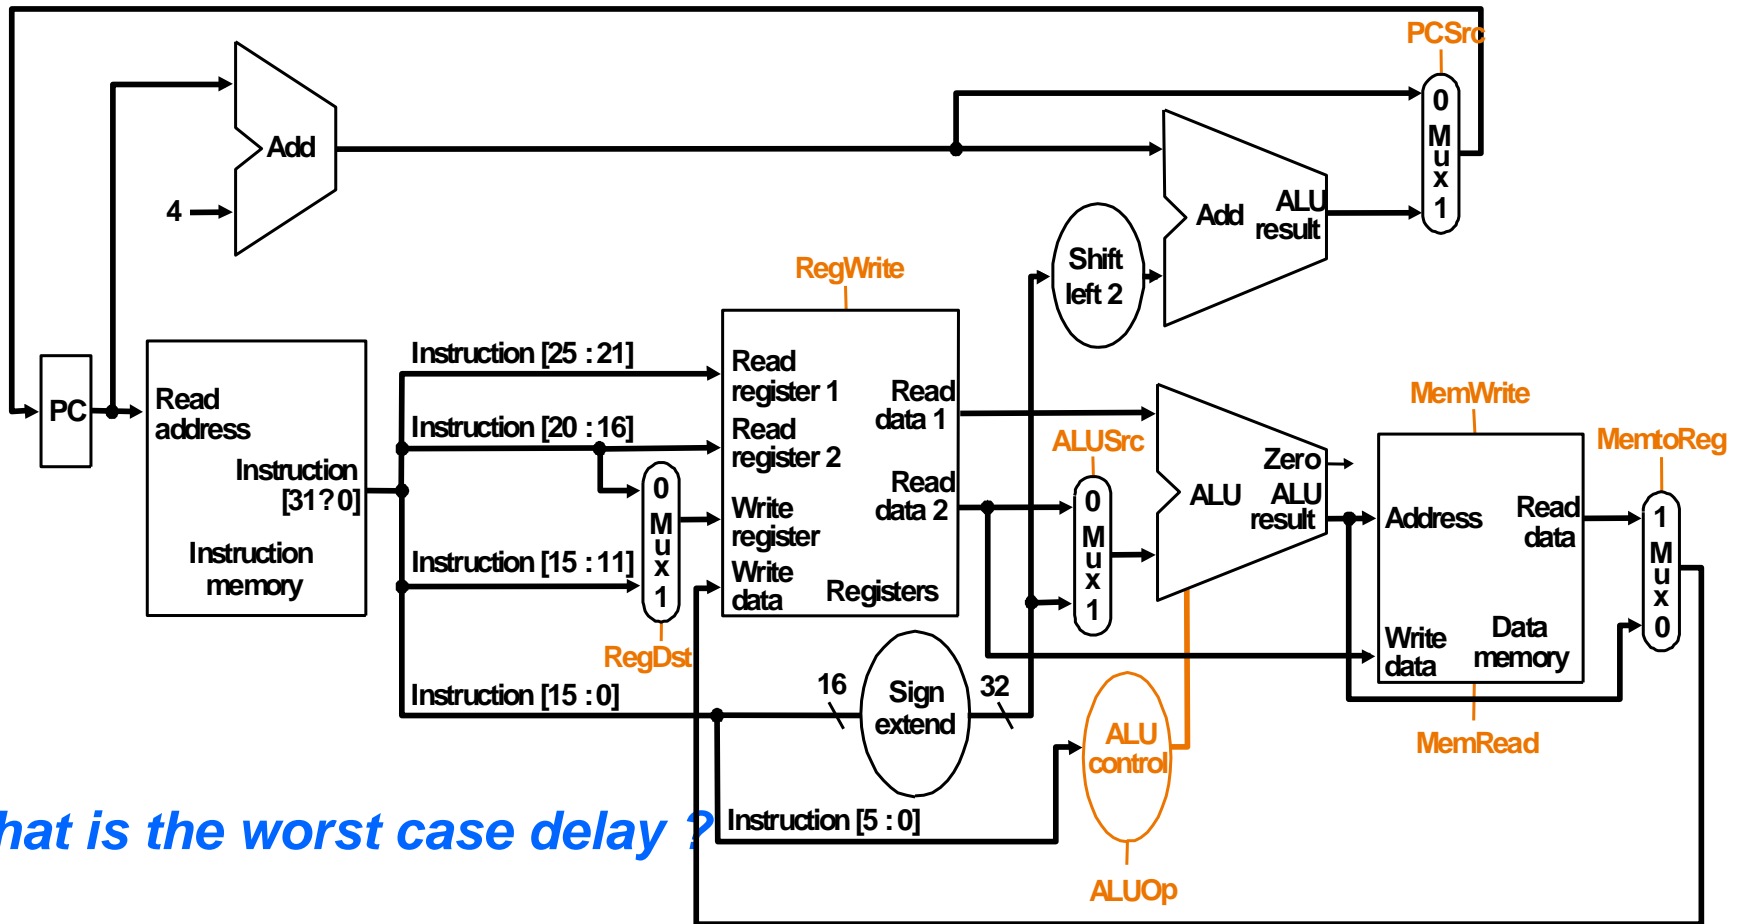 PCSrc
0
M
u
x
1
Add
4
Add
ALU
result
Shift
left 2
RegWrite
PC
Read
address
Instruction
[31?0]
Instruction
memory
Instruction [25 : 21]
Instruction [20 : 16]
Instruction [15 : 11]
Instruction [15 : 0]
0
M
u
x
1
RegDst
Read
register 1
Read
register 2
Write
register
Write
data
Read
data 1
Read
data 2
Registers
16
Sign
extend
32
ALUSrc
0
M
u
x
1
Zero
ALU
ALU
result
ALU
control
ALUOp
MemWrite
Address
Read
data
Write
data
Data
memory
MemRead
MemtoReg
1
M
u
x
0
Instruction [5 : 0]
hat is the worst case delay ?